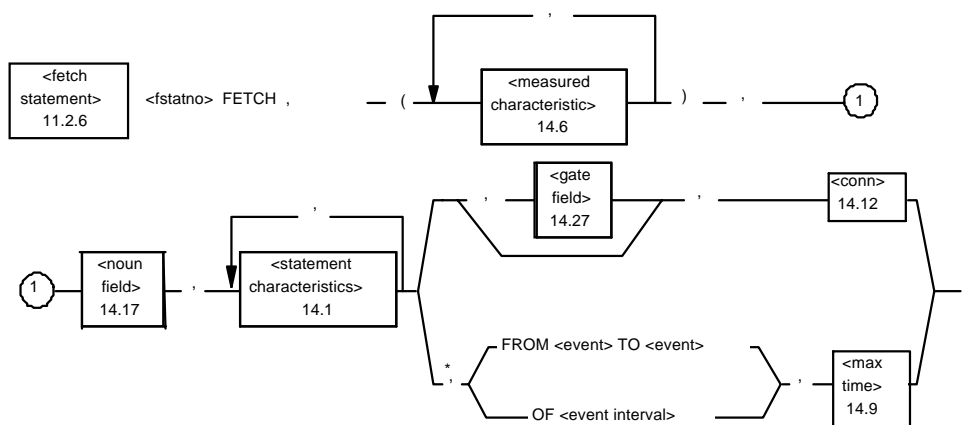 ,
<fetch
statement>
11.2.6
<fstatno> FETCH ,
(
<measured
characteristic>
14.6
)
,
1
,
<gate
field>
14.27
,
<conn>
14.12
,
1
<noun
field>
14.17
,
<statement
characteristics>
14.1
FROM <event> TO <event>
*
,
OF <event interval>
,
<max
time>
14.9